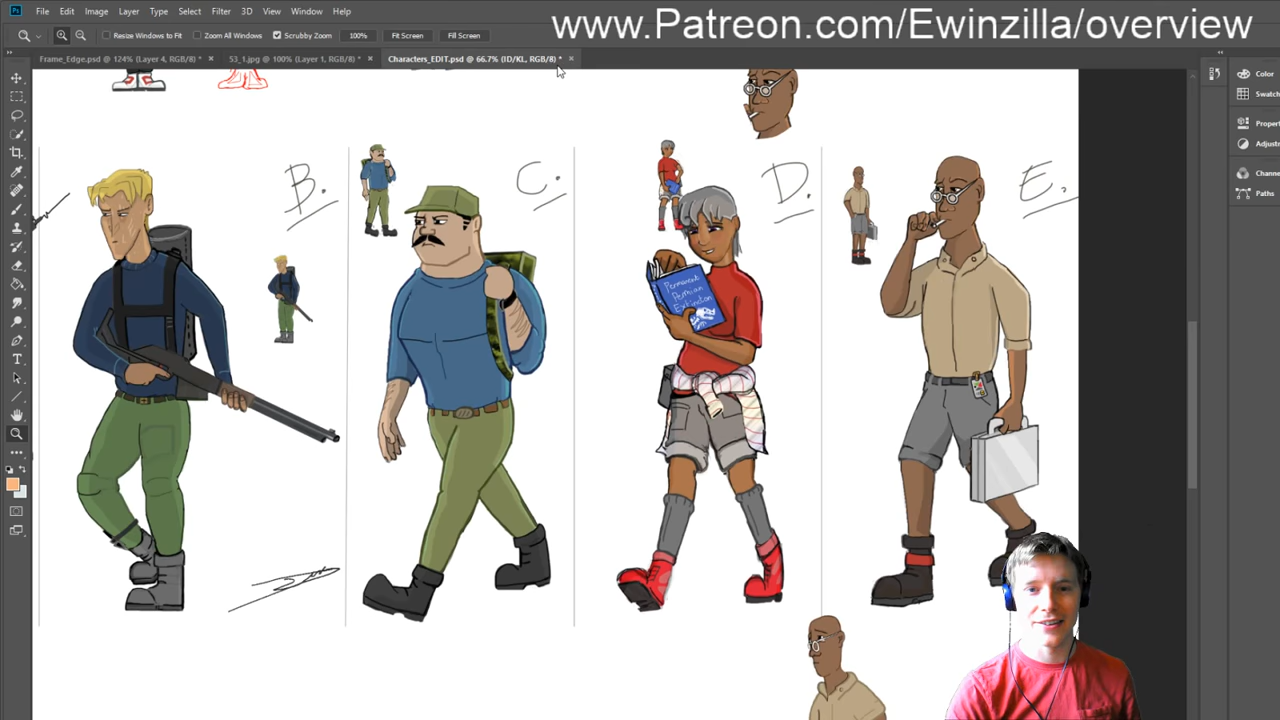 www.Patreon.com/Ewinzilla/overview
File Edit Image Layer Type Select Filter 3D View Window Help
Resize Windows to Fit Zoom All Windows Scrubby Zoom 100% Fit Screen Fill Screen
Frame_Edge.psd @ 124% (Layer 4, RGB/8) * × 53_1.jpg @ 100% (Layer 1, RGB/8) * × Characters_EDIT.psd @ 66.7% (ID/KL, RGB/8) * ×
Color
Swatch
Proper
Adjust
Channe
Paths
B.
C.
D.
E.
Permanent
Permian
Extinction